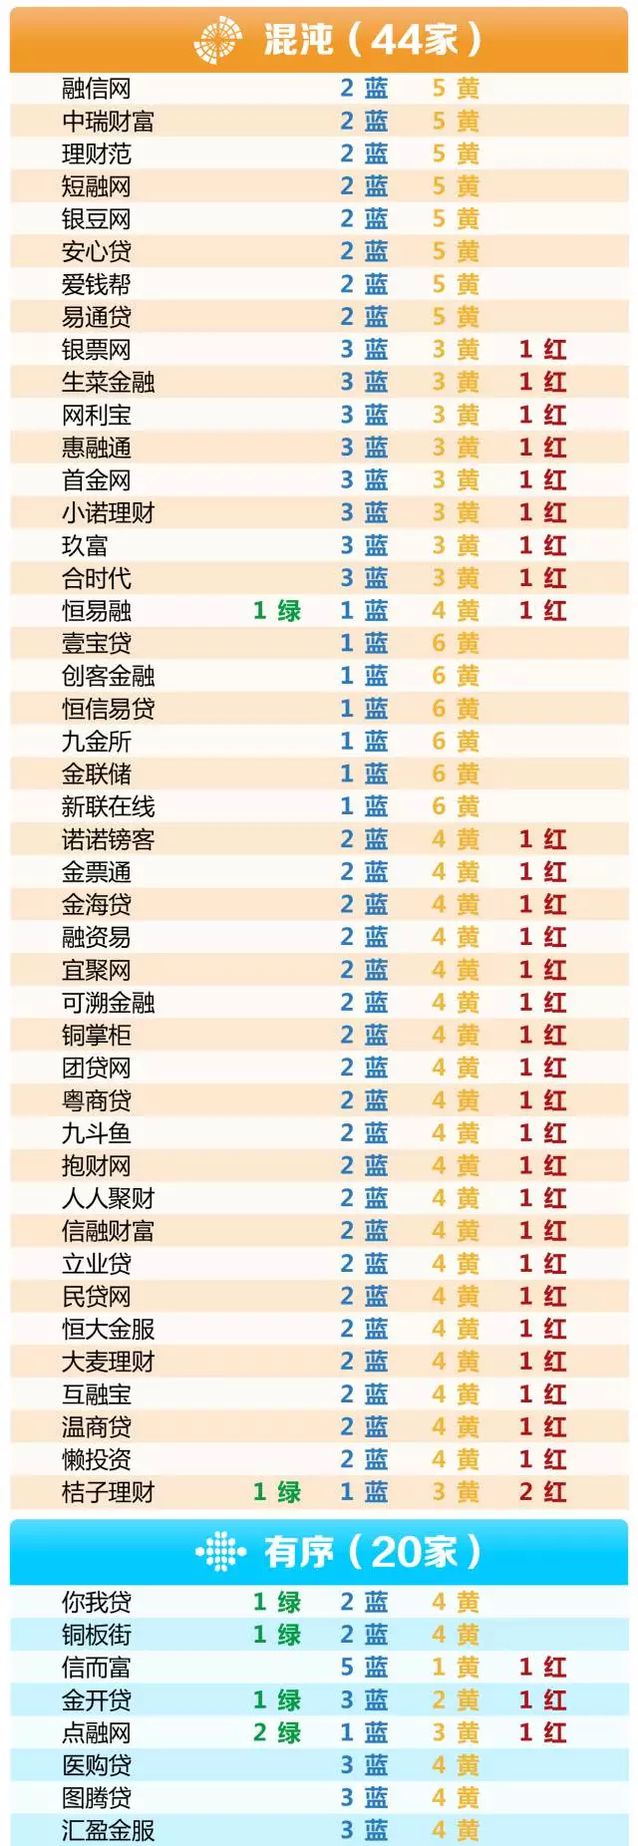 混沌（44家）
融信网 2 蓝 5 黄
中瑞财富 2 蓝 5 黄
理财范 2 蓝 5 黄
短融网 2 蓝 5 黄
银豆网 2 蓝 5 黄
安心贷 2 蓝 5 黄
爱钱帮 2 蓝 5 黄
易通贷 2 蓝 5 黄
银票网 3 蓝 3 黄 1 红
生菜金融 3 蓝 3 黄 1 红
网利宝 3 蓝 3 黄 1 红
惠融通 3 蓝 3 黄 1 红
首金网 3 蓝 3 黄 1 红
小诺理财 3 蓝 3 黄 1 红
玖富 3 蓝 3 黄 1 红
合时代 3 蓝 3 黄 1 红
恒易融 1 绿 1 蓝 4 黄 1 红
壹宝贷 1 蓝 6 黄
创客金融 1 蓝 6 黄
恒信易贷 1 蓝 6 黄
九金所 1 蓝 6 黄
金联储 1 蓝 6 黄
新联在线 1 蓝 6 黄
诺诺镑客 2 蓝 4 黄 1 红
金票通 2 蓝 4 黄 1 红
金海贷 2 蓝 4 黄 1 红
融资易 2 蓝 4 黄 1 红
宜聚网 2 蓝 4 黄 1 红
可溯金融 2 蓝 4 黄 1 红
铜掌柜 2 蓝 4 黄 1 红
团贷网 2 蓝 4 黄 1 红
粤商贷 2 蓝 4 黄 1 红
九斗鱼 2 蓝 4 黄 1 红
抱财网 2 蓝 4 黄 1 红
人人聚财 2 蓝 4 黄 1 红
信融财富 2 蓝 4 黄 1 红
立业贷 2 蓝 4 黄 1 红
民贷网 2 蓝 4 黄 1 红
恒大金服 2 蓝 4 黄 1 红
大麦理财 2 蓝 4 黄 1 红
互融宝 2 蓝 4 黄 1 红
温商贷 2 蓝 4 黄 1 红
懒投资 2 蓝 4 黄 1 红
桔子理财 1 绿 1 蓝 3 黄 2 红
有序（20家）
你我贷 1 绿 2 蓝 4 黄
铜板街 1 绿 2 蓝 4 黄
信而富 5 蓝 1 黄 1 红
金开贷 1 绿 3 蓝 2 黄 1 红
点融网 2 绿 1 蓝 3 黄 1 红
医购贷 3 蓝 4 黄
图腾贷 3 蓝 4 黄
汇盈金服 3 蓝 4 黄